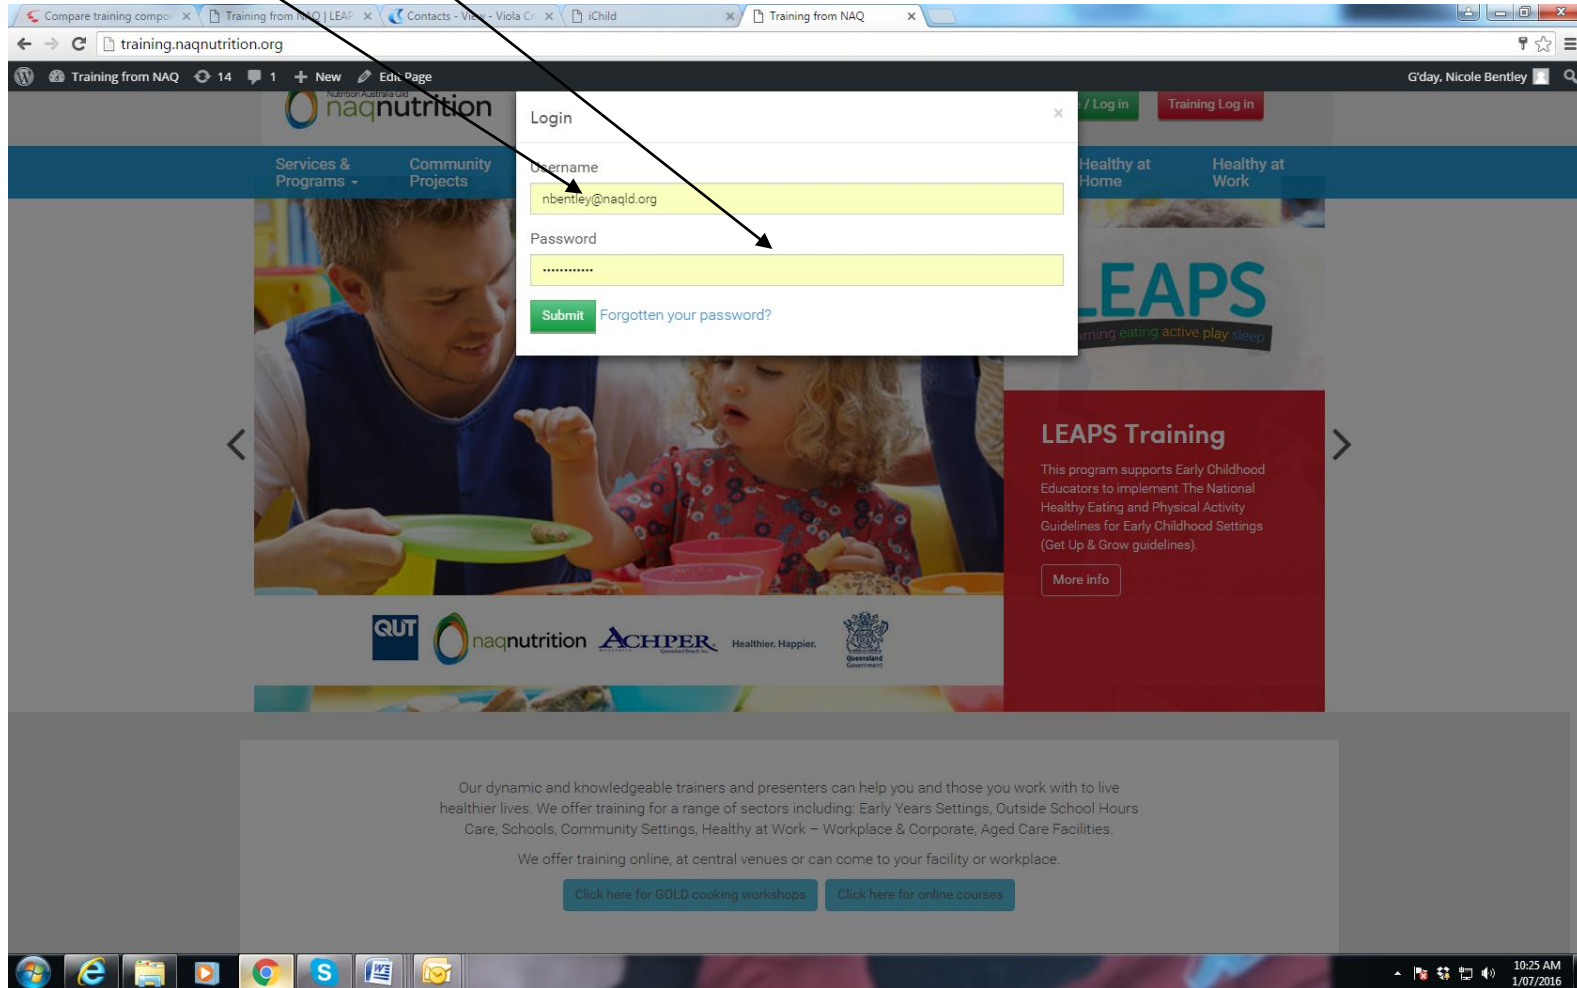 Compare training compor
Training from NAQ | LEAP
Contacts - View - Viola Cr
iChild
Training from NAQ
training.naqnutrition.org
Training from NAQ 14 1 + New Edit Page
G'day, Nicole Bentley
Nutrition Australia Qld
naqnutrition
/ Log in
Training Log in
Services & Programs
Community Projects
Healthy at Home
Healthy at Work
Login
×
Username
nbentley@naqld.org
Password
••••••••••••
Submit Forgotten your password?
LEAPS
eating active play sleep
LEAPS Training
This program supports Early Childhood
Educators to implement The National
Healthy Eating and Physical Activity
Guidelines for Early Childhood Settings
(Get Up & Grow guidelines).
More info
QUT
naqnutrition
ACHPER
Healthier. Happier.
Queensland
Government
Our dynamic and knowledgeable trainers and presenters can help you and those you work with to live
healthier lives. We offer training for a range of sectors including: Early Years Settings, Outside School Hours
Care, Schools, Community Settings, Healthy at Work – Workplace & Corporate, Aged Care Facilities.
We offer training online, at central venues or can come to your facility or workplace.
Click here for GOLD cooking workshops
Click here for online courses
10:25 AM
1/07/2016